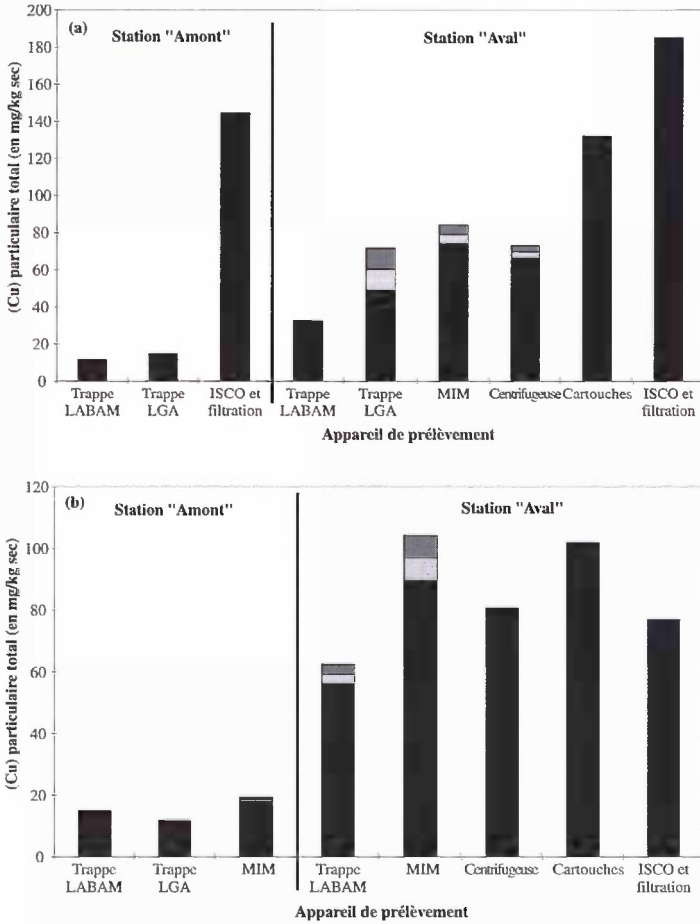 (a)
Station "Amont"
Station "Aval"
(Cu) particulaire total (en mg/kg sec)
200
180
160
140
120
100
80
60
40
20
0
Trappe LABAM
Trappe LGA
ISCO et filtration
Trappe LABAM
Trappe LGA
MIM
Centrifugeuse
Cartouches
ISCO et filtration
Appareil de prélèvement
(b)
Station "Amont"
Station "Aval"
(Cu) particulaire total (en mg/kg sec)
120
100
80
60
40
20
0
Trappe LABAM
Trappe LGA
MIM
Trappe LABAM
MIM
Centrifugeuse
Cartouches
ISCO et filtration
Appareil de prélèvement